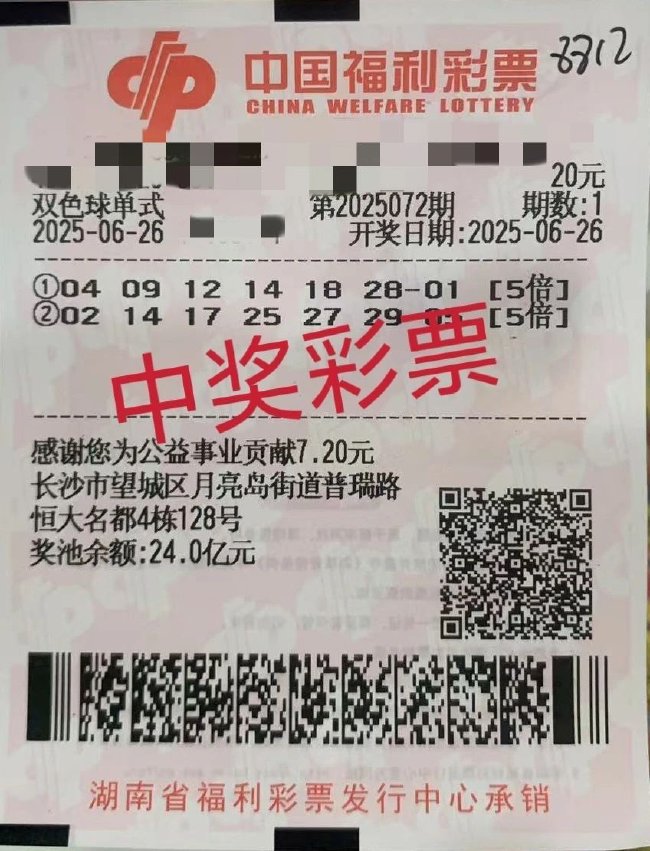 中国福利彩票
CHINA WELFARE LOTTERY
8812
20元
双色球单式 第2025072期 期数:1
2025-06-26 开奖日期:2025-06-26
①04 09 12 14 18 28-01 [5倍]
②02 14 17 25 27 29 [5倍]
中奖彩票
感谢您为公益事业贡献7.20元
长沙市望城区月亮岛街道普瑞路
恒大名都4栋128号
奖池余额:24.0亿元
湖南省福利彩票发行中心承销